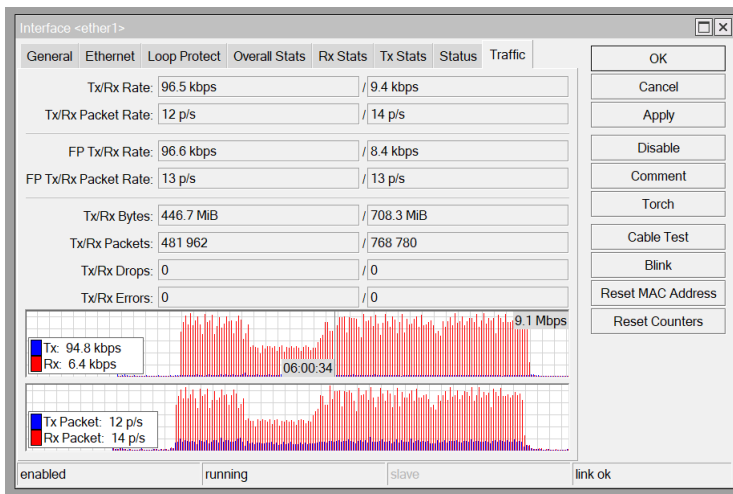 Interface <ether1>
General Ethernet Loop Protect Overall Stats Rx Stats Tx Stats Status Traffic
OK
Cancel
Apply
Disable
Comment
Torch
Cable Test
Blink
Reset MAC Address
Reset Counters
Tx/Rx Rate: 96.5 kbps / 9.4 kbps
Tx/Rx Packet Rate: 12 p/s / 14 p/s
FP Tx/Rx Rate: 96.6 kbps / 8.4 kbps
FP Tx/Rx Packet Rate: 13 p/s / 13 p/s
Tx/Rx Bytes: 446.7 MiB / 708.3 MiB
Tx/Rx Packets: 481 962 / 768 780
Tx/Rx Drops: 0 / 0
Tx/Rx Errors: 0 / 0
9.1 Mbps
Tx: 94.8 kbps
Rx: 6.4 kbps
06:00:34
Tx Packet: 12 p/s
Rx Packet: 14 p/s
enabled running slave link ok